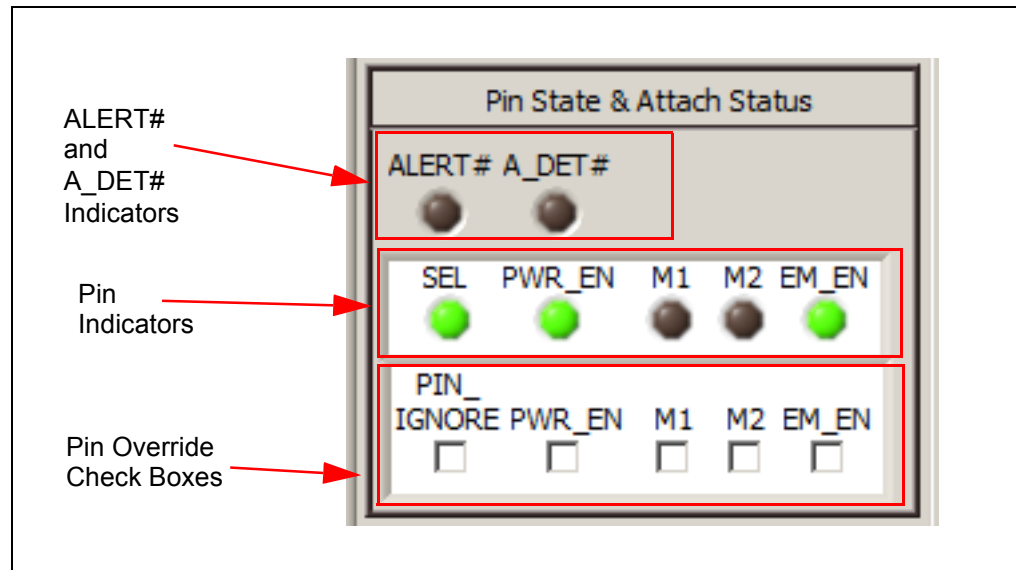 Pin State & Attach Status
ALERT#
and
A_DET#
Indicators
ALERT# A_DET#
Pin
Indicators
SEL PWR_EN M1 M2 EM_EN
Pin Override
Check Boxes
PIN_
IGNORE PWR_EN M1 M2 EM_EN